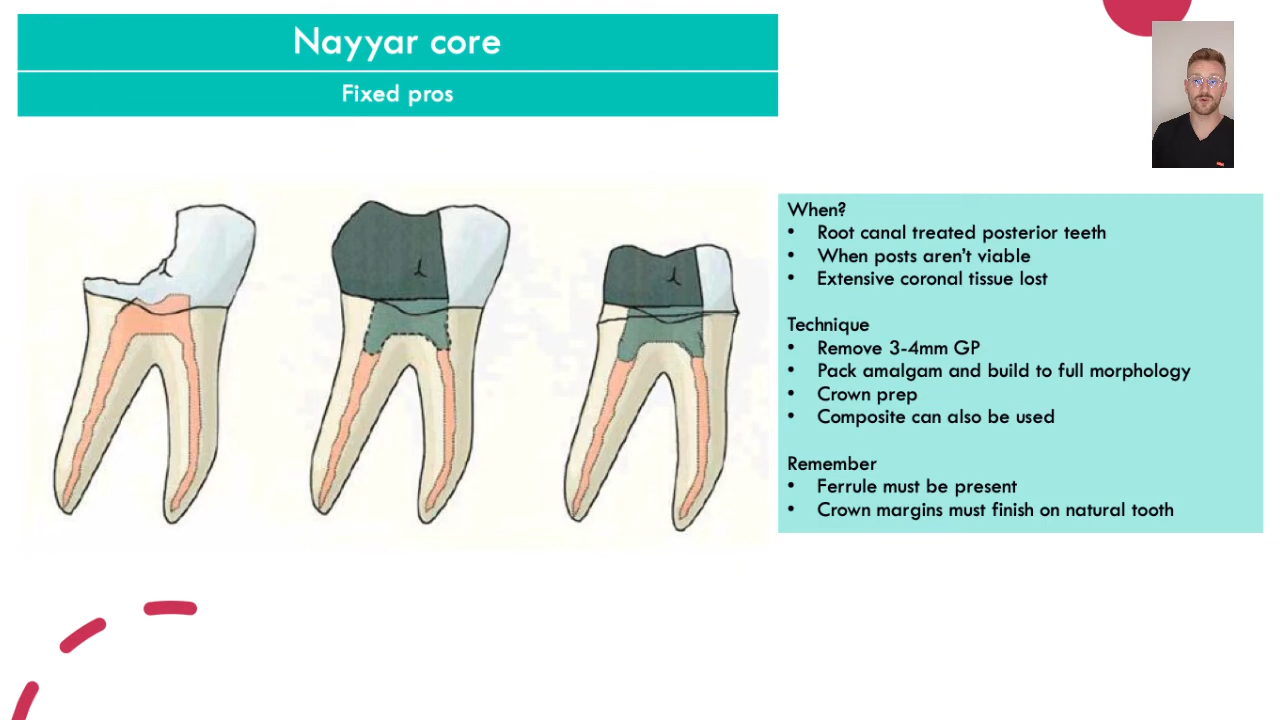 Nayyar core
Fixed pros
When?
• Root canal treated posterior teeth
• When posts aren't viable
• Extensive coronal tissue lost
Technique
• Remove 3-4mm GP
• Pack amalgam and build to full morphology
• Crown prep
• Composite can also be used
Remember
• Ferrule must be present
• Crown margins must finish on natural tooth